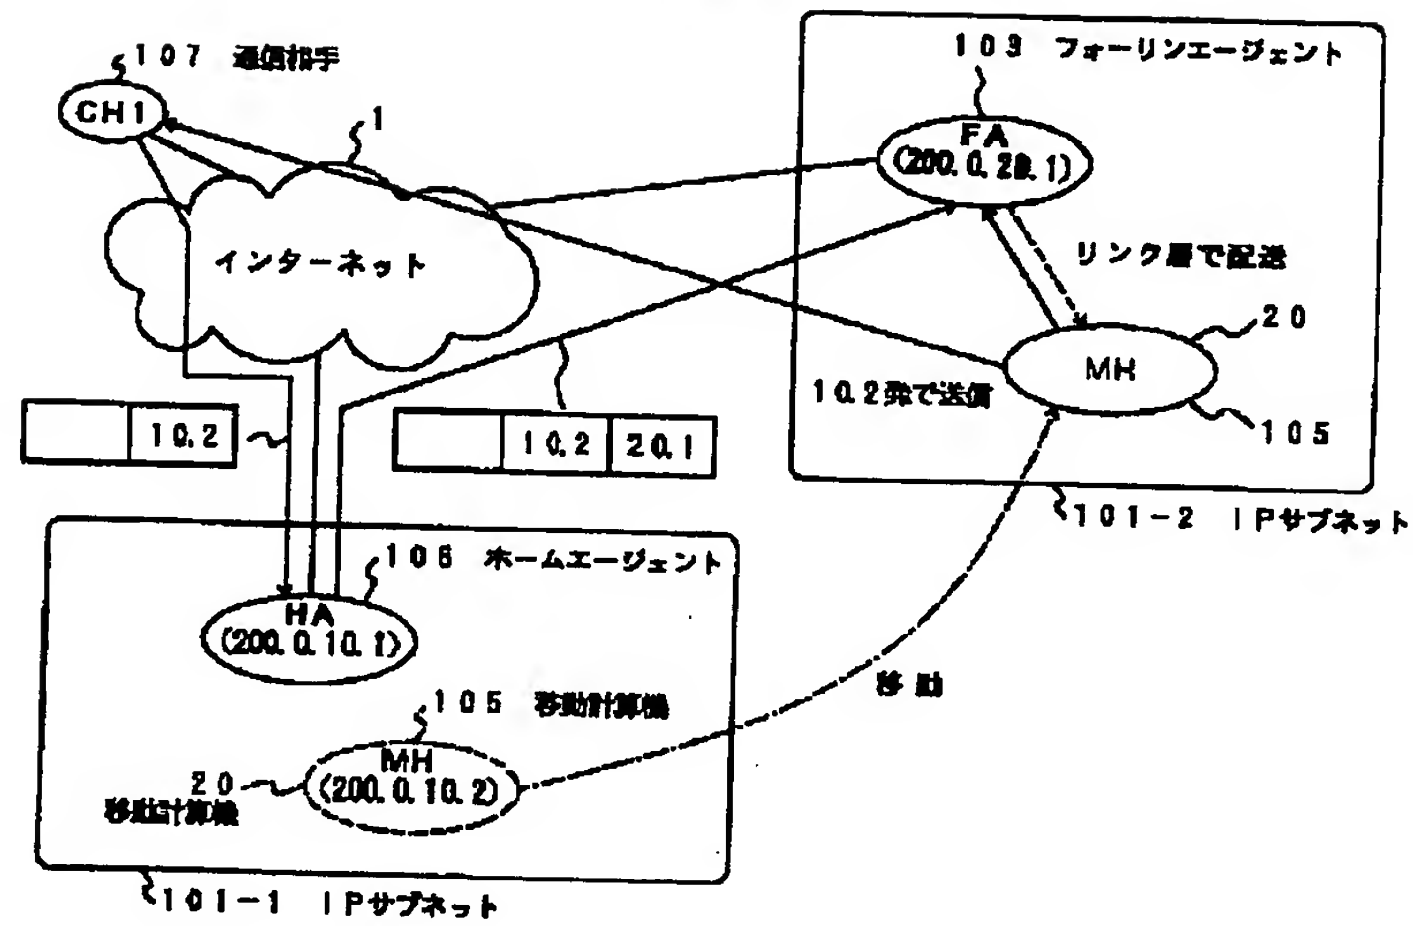 107 通信相手
CH1
1
インターネット
103 フォーリンエージェント
FA
(200.0.20.1)
リンク層で配送
20
MH
10.2発で送信
105
101-2 IPサブネット
10.2
10.2 20.1
106 ホームエージェント
HA
(200.0.10.1)
移動
105 移動計算機
MH
(200.0.10.2)
20
移動計算機
101-1 IPサブネット